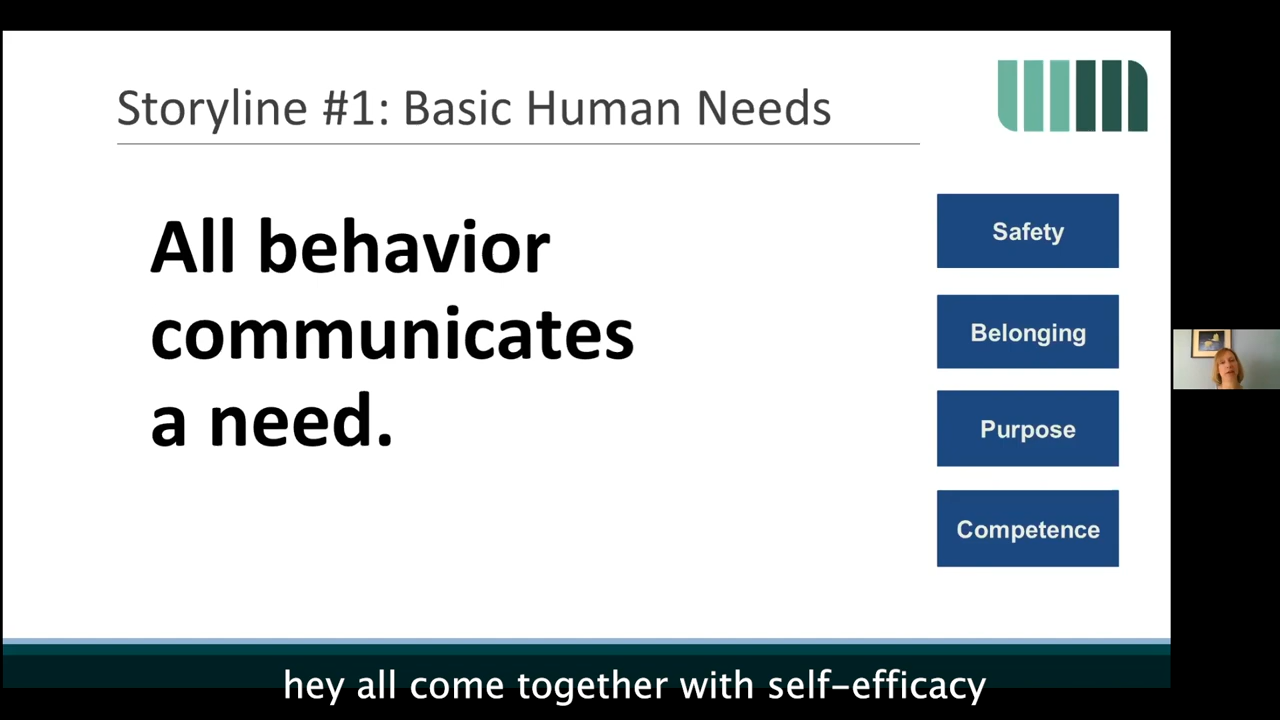 Storyline #1: Basic Human Needs
All behavior
communicates
a need.
Safety
Belonging
Purpose
Competence
hey all come together with self-efficacy